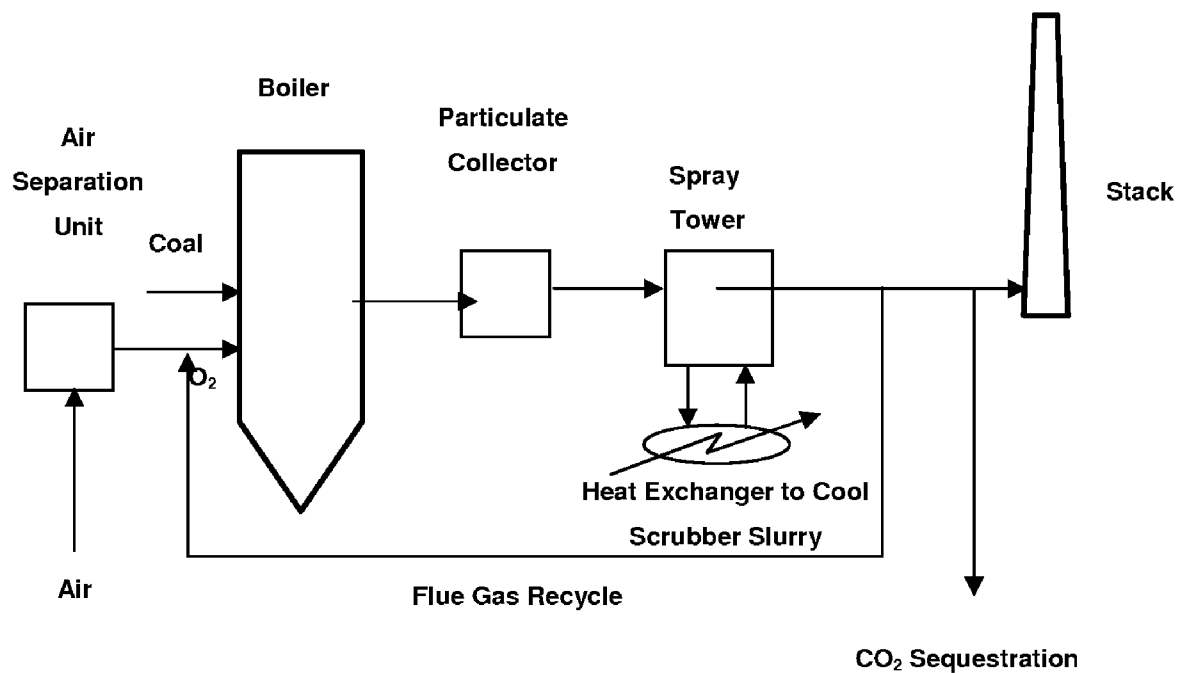 Boiler
Particulate
Collector
Air
Separation
Unit
Spray
Tower
Stack
Coal
O₂
Heat Exchanger to Cool
Scrubber Slurry
Air
Flue Gas Recycle
CO₂ Sequestration